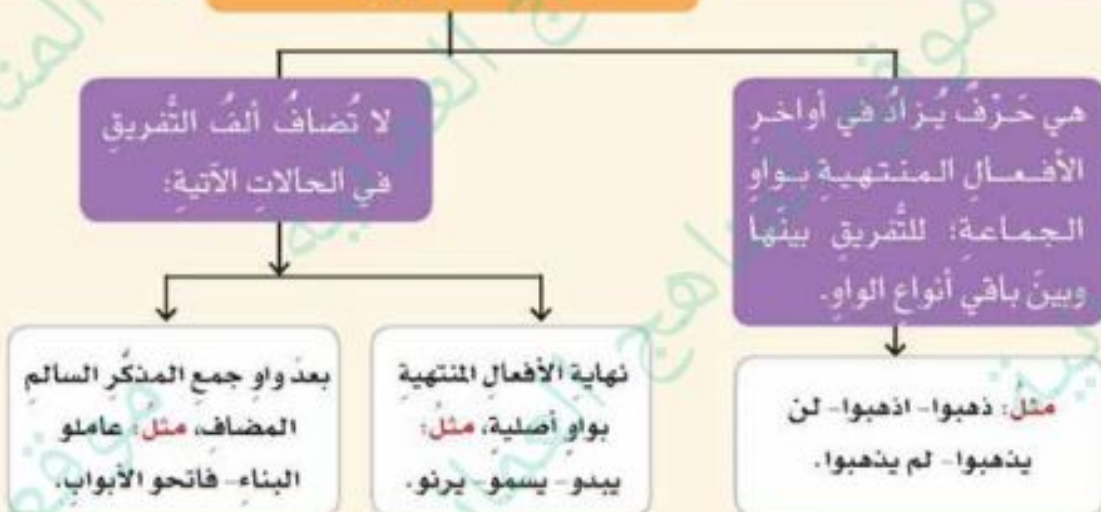 هي حَرْفٌ يُزادُ في أواخرِ
الأفعالِ المنتهيةِ بواوِ
الجماعةِ؛ للتَّفريقِ بينَها
وبينَ باقي أنواعِ الواوِ.
مثلُ: ذهبوا- اذهبوا- لن
يذهبوا- لم يذهبوا.
لا تُضافُ ألفُ التَّفريقِ
في الحالاتِ الآتيةِ:
نهايةِ الأفعالِ المنتهيةِ
بواوٍ أصليةٍ، مثلُ:
يبدو- يسمو- يرنو.
بعدَ واوِ جمعِ المذكَّرِ السالمِ
المضافِ، مثلُ: عاملو
البناءِ- فاتحو الأبوابِ.